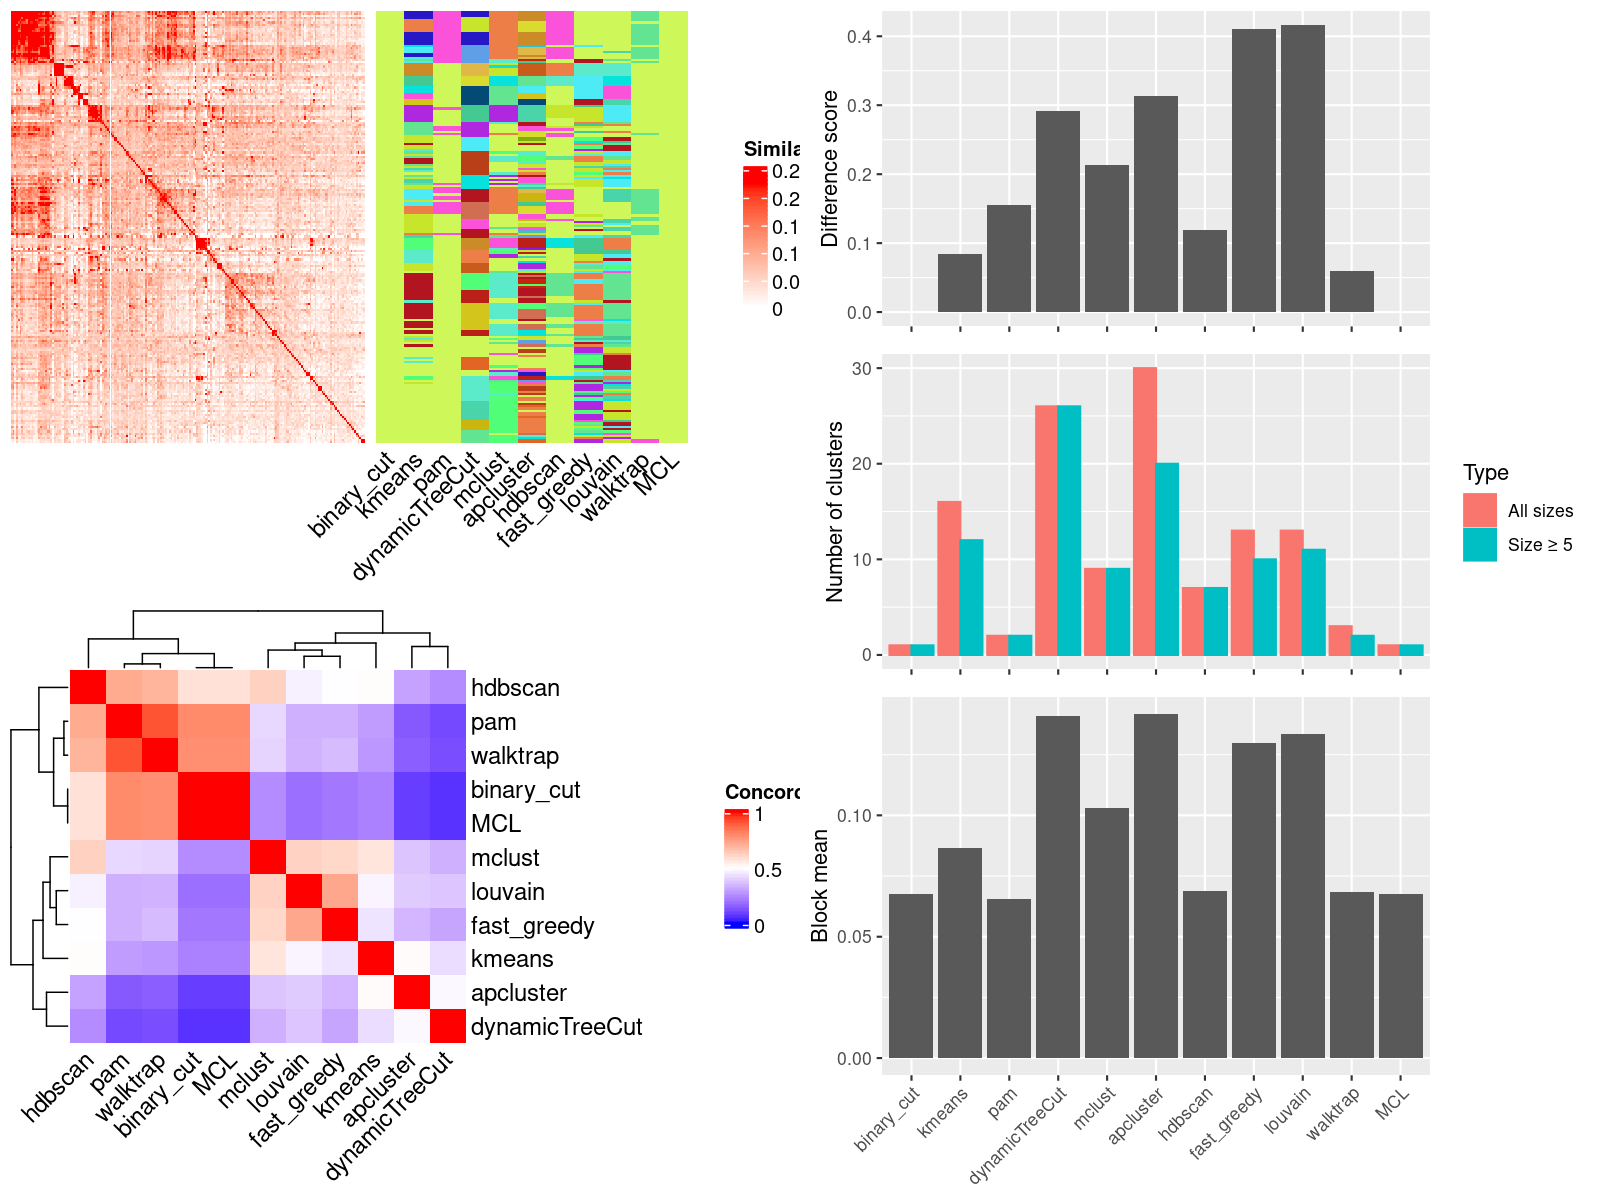 Simila
0.2
0.2
0.1
0.1
0.0
0
binary_cut
kmeans
pam
dynamicTreeCut
mclust
apcluster
hdbscan
fast_greedy
louvain
walktrap
MCL
hdbscan
pam
walktrap
binary_cut
MCL
mclust
louvain
fast_greedy
kmeans
apcluster
dynamicTreeCut
hdbscan
pam
walktrap
binary_cut
MCL
mclust
louvain
fast_greedy
kmeans
apcluster
dynamicTreeCut
Concord
1
0.5
0
Difference score
0.4
0.3
0.2
0.1
0.0
Number of clusters
30
20
10
0
Type
All sizes
Size ≥ 5
Block mean
0.10
0.05
0.00
binary_cut
kmeans
pam
dynamicTreeCut
mclust
apcluster
hdbscan
fast_greedy
louvain
walktrap
MCL